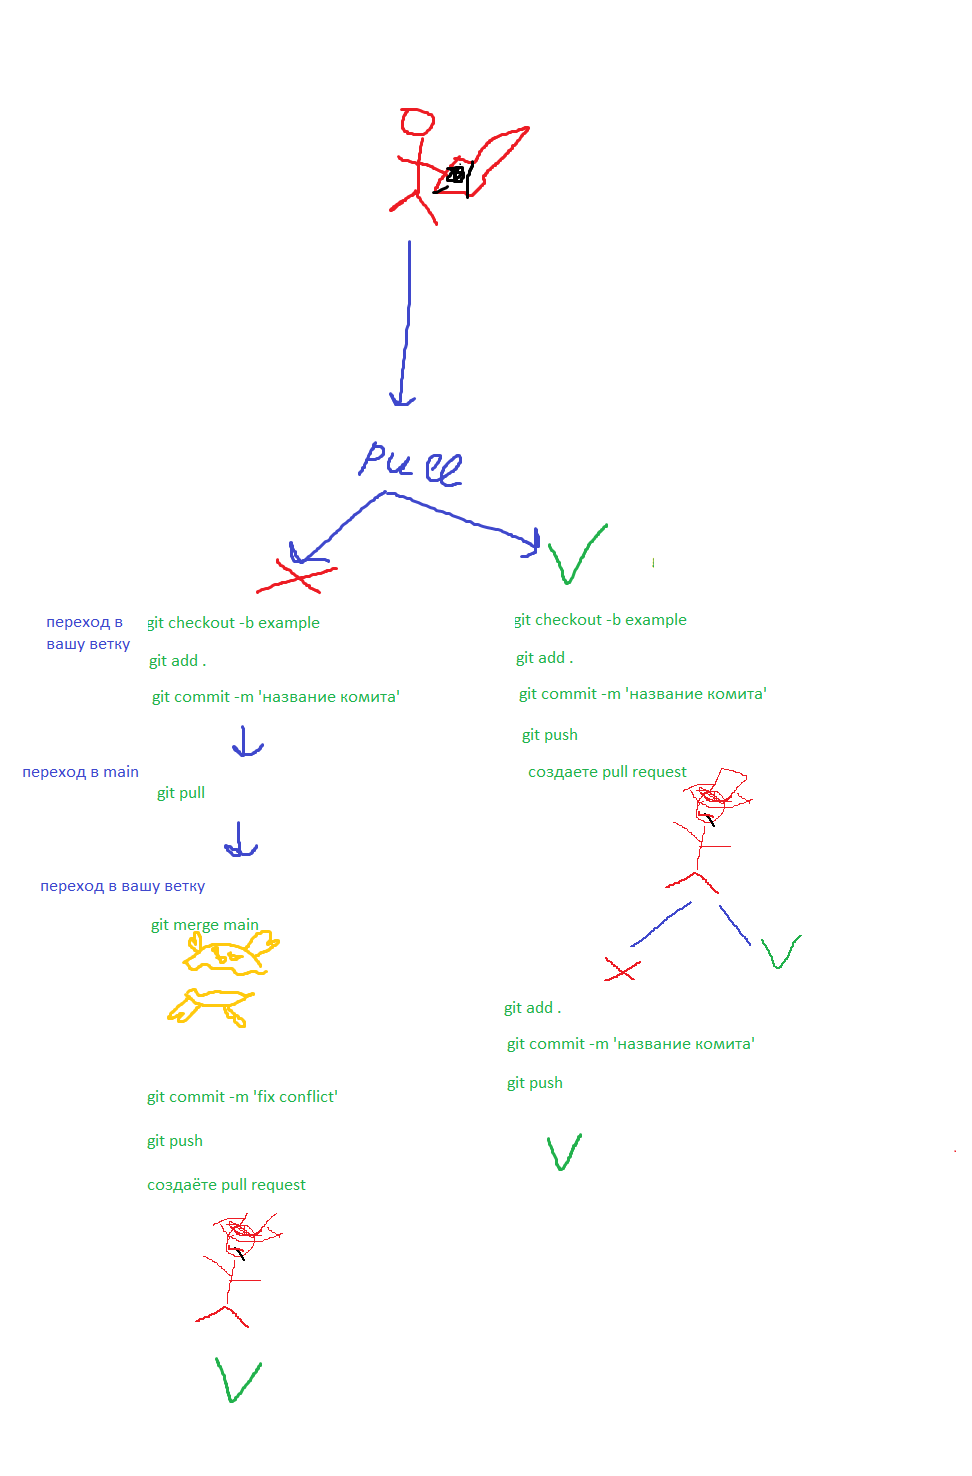 Pull
переход в
вашу ветку
git checkout -b example
git add .
git commit -m 'название комита'
переход в main
git pull
переход в вашу ветку
git merge main
git commit -m 'fix conflict'
git push
создаёте pull request
git checkout -b example
git add .
git commit -m 'название комита'
git push
создаете pull request
git add .
git commit -m 'название комита'
git push